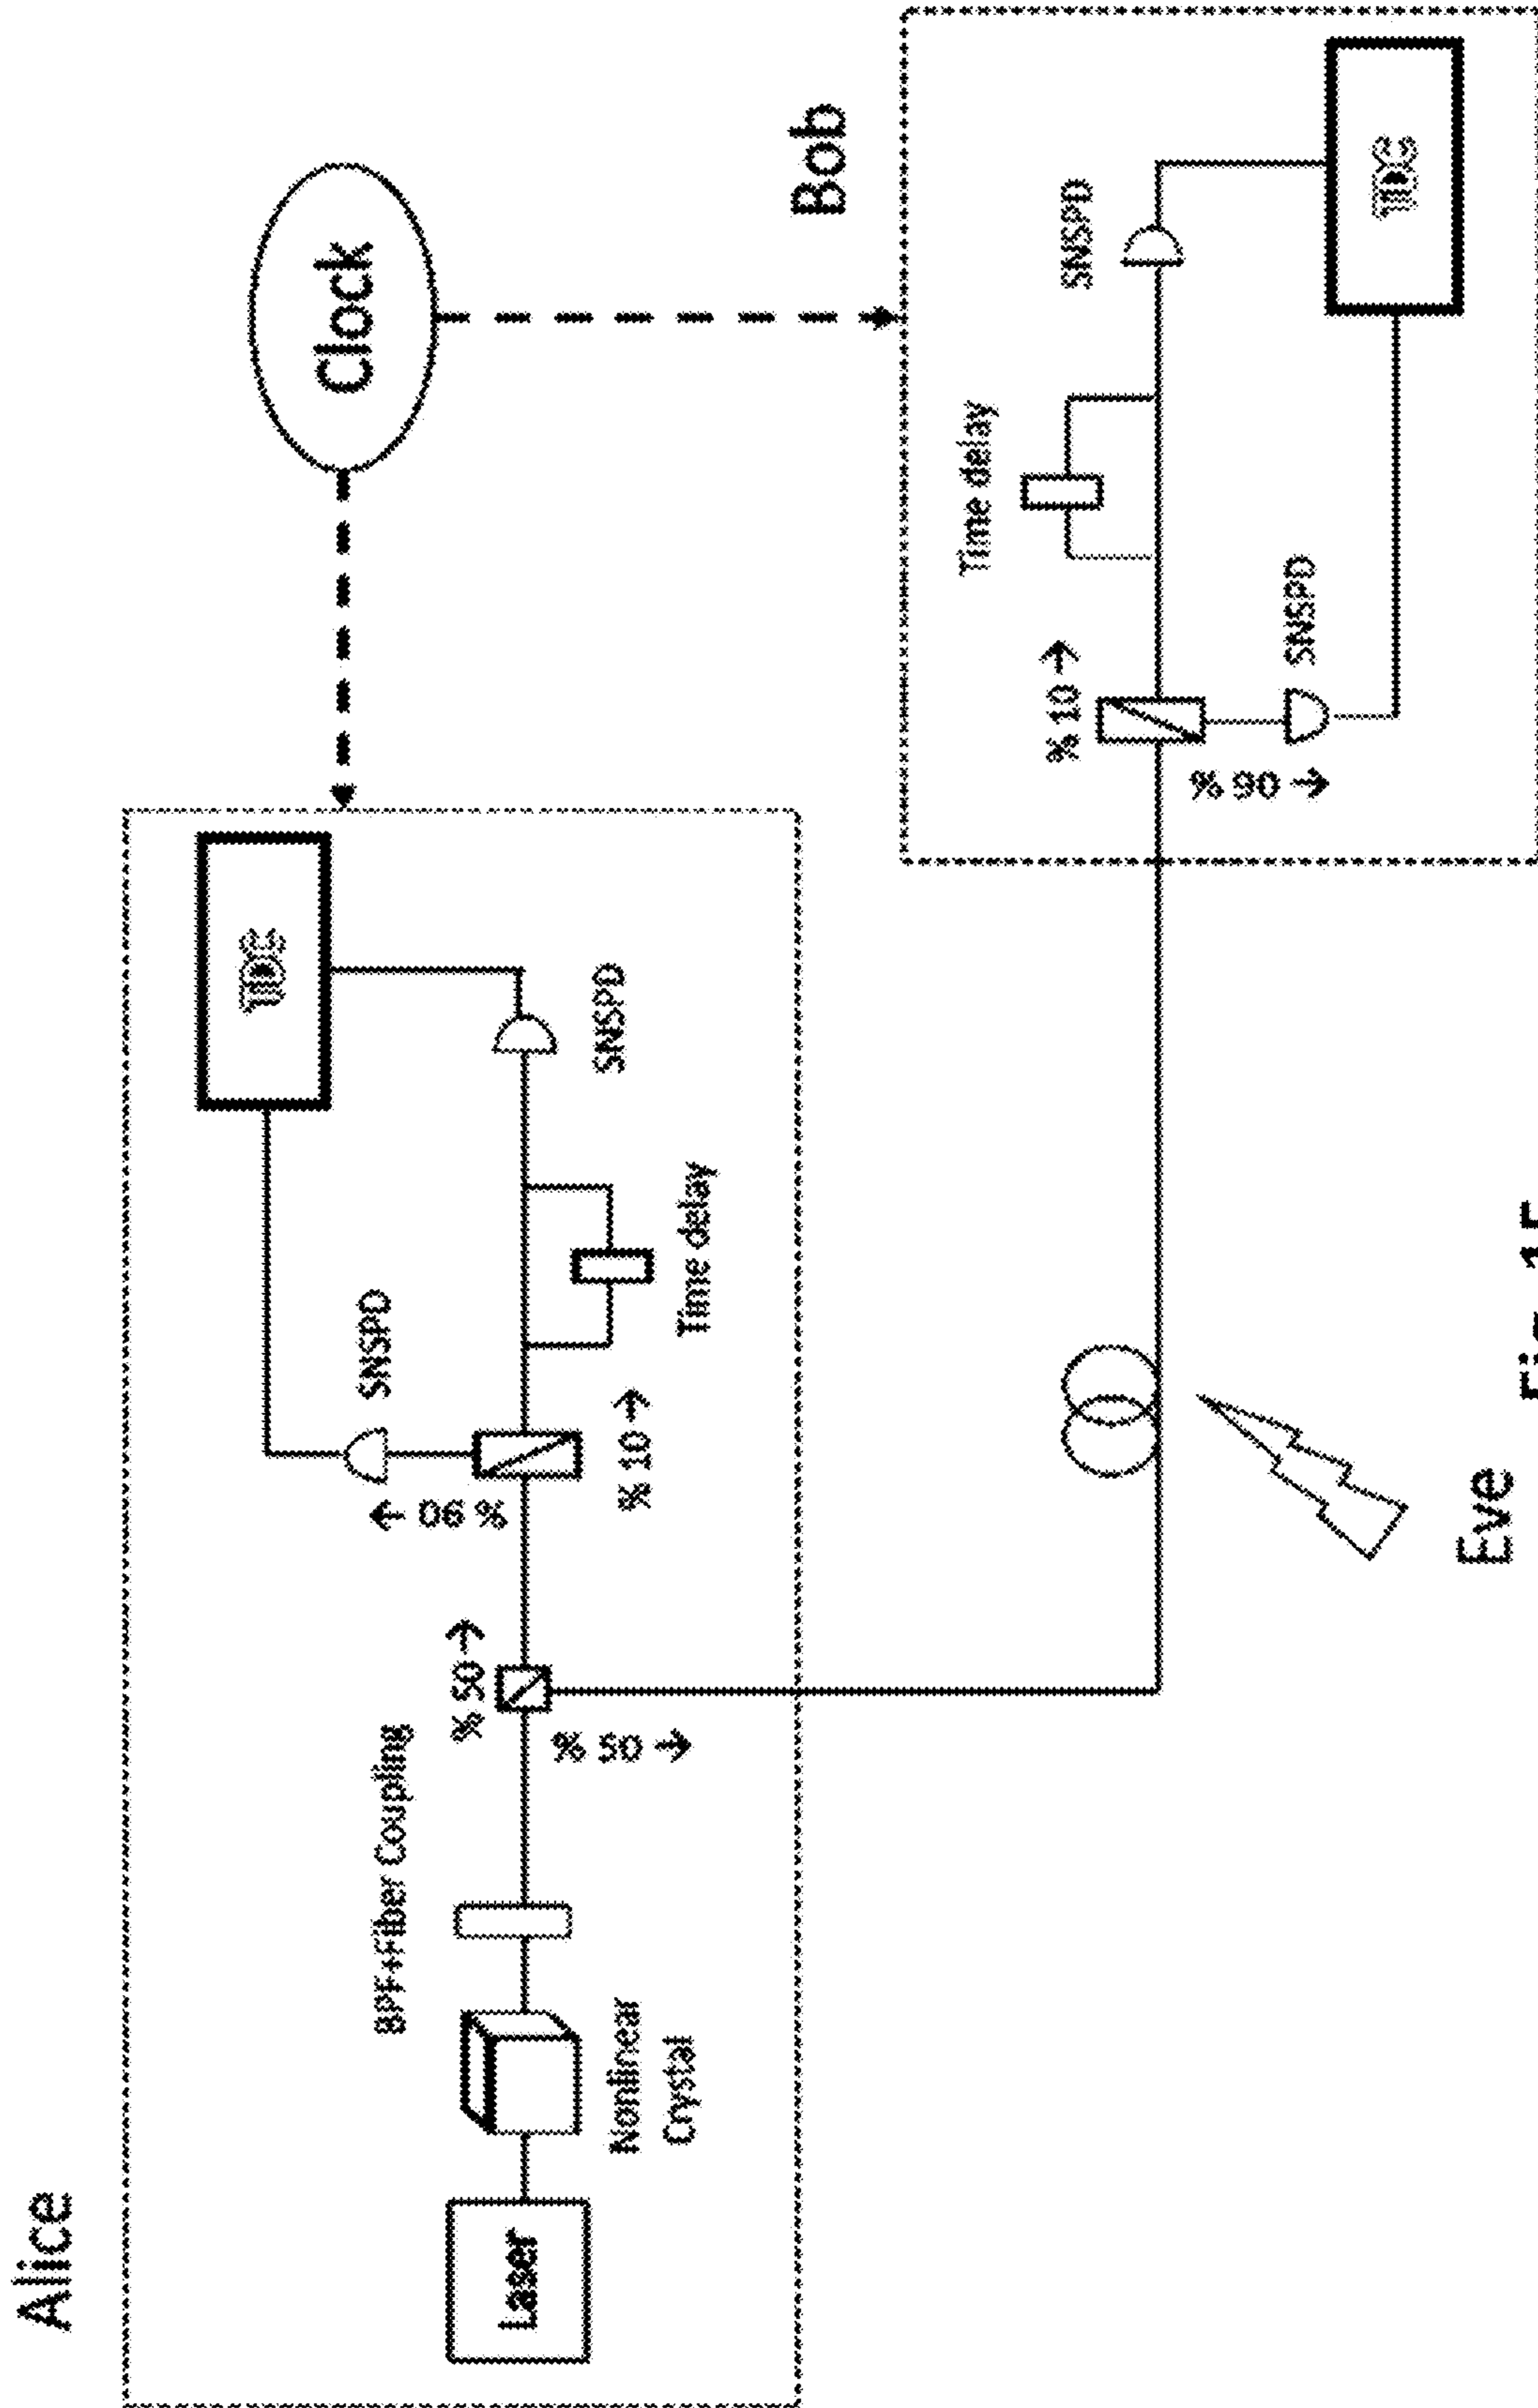 Alice
TDC
Clock
BPF+Fiber Coupling
SNSPD
% 50 →
% 90 ↑
Laser
SNSPD
Nonlinear
Crystal
% 50 ↓
% 10 →
Time delay
Bob
Time delay
% 10 →
SNSPD
% 90 ↓
SNSPD
TDC
Eve